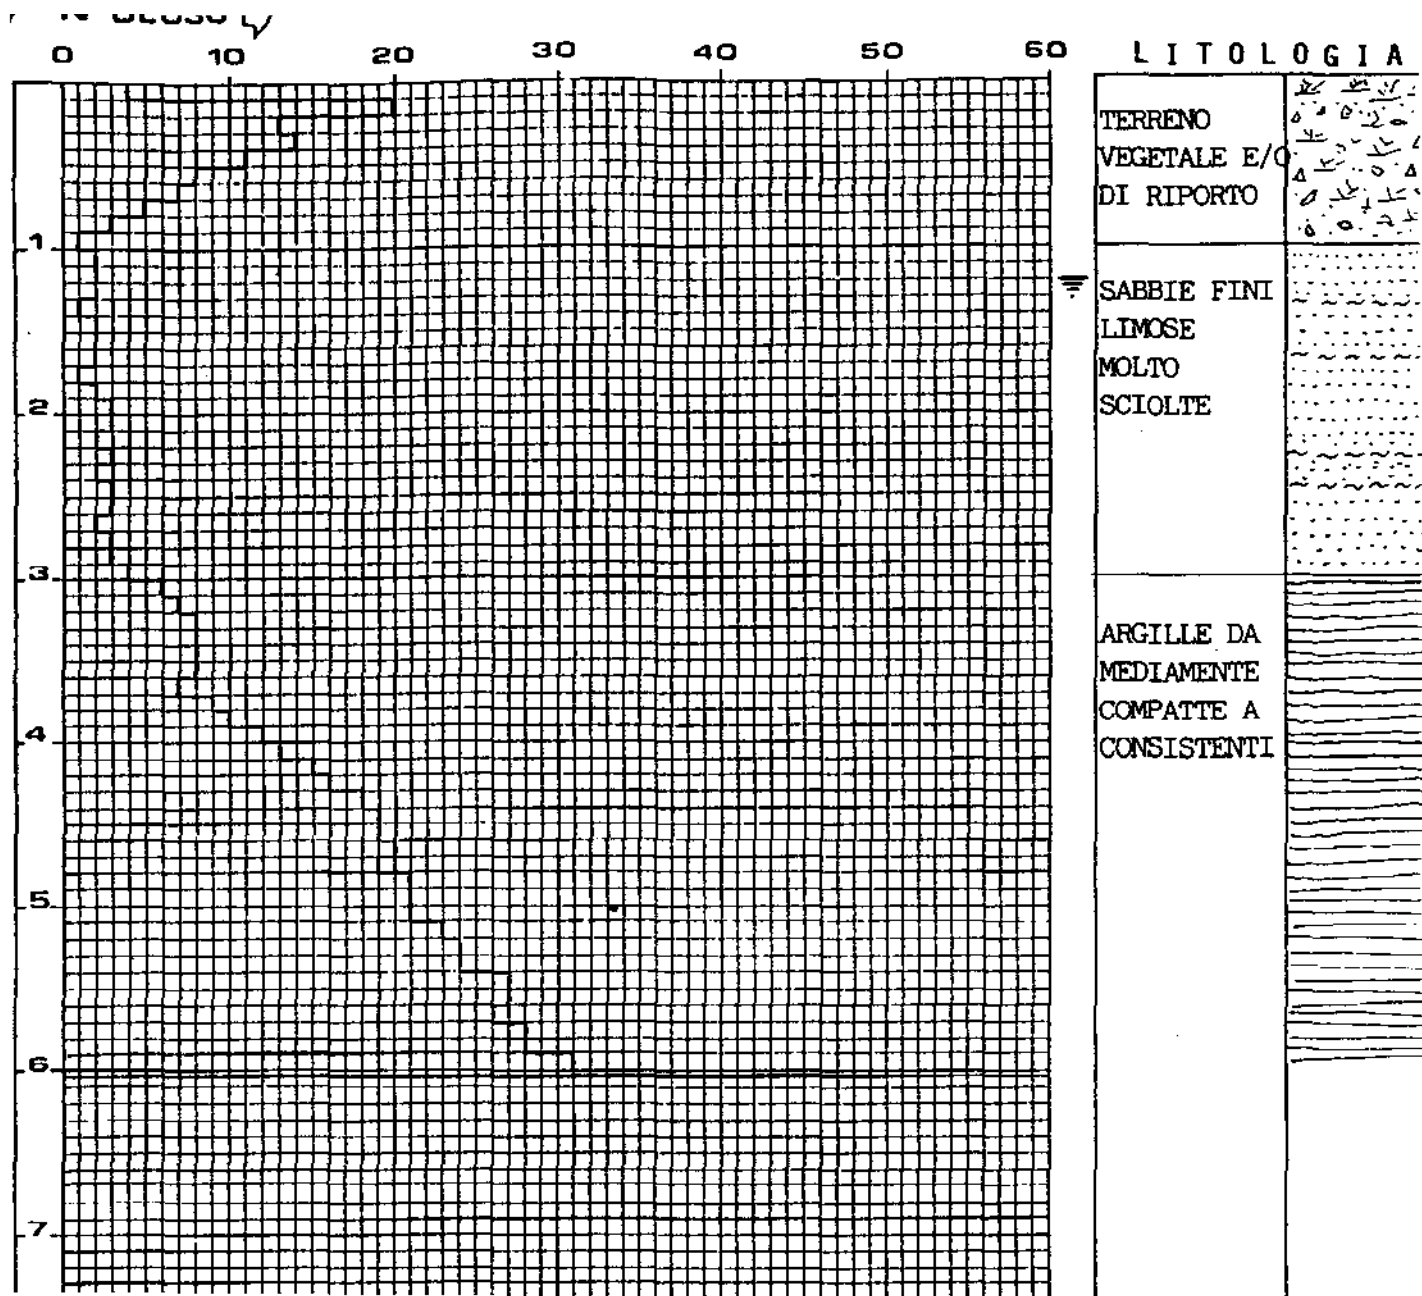 0 10 20 30 40 50 60 LITOLOGIA
TERRENO
VEGETALE E/O
DI RIPORTO
1
SABBIE FINI
LIMOSE
MOLTO
SCIOLTE
2
3
ARGILLE DA
MEDIAMENTE
COMPATTE A
4
CONSISTENTI
5
6
7